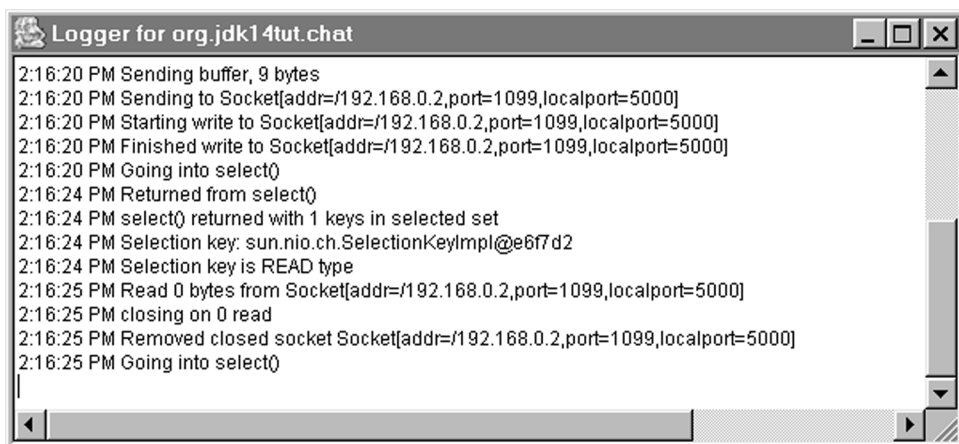 Logger for org.jdk14tut.chat
2:16:20 PM Sending buffer, 9 bytes
2:16:20 PM Sending to Socket[addr=/192.168.0.2,port=1099,localport=5000]
2:16:20 PM Starting write to Socket[addr=/192.168.0.2,port=1099,localport=5000]
2:16:20 PM Finished write to Socket[addr=/192.168.0.2,port=1099,localport=5000]
2:16:20 PM Going into select()
2:16:24 PM Returned from select()
2:16:24 PM select() returned with 1 keys in selected set
2:16:24 PM Selection key: sun.nio.ch.SelectionKeyImpl@e6f7d2
2:16:24 PM Selection key is READ type
2:16:25 PM Read 0 bytes from Socket[addr=/192.168.0.2,port=1099,localport=5000]
2:16:25 PM closing on 0 read
2:16:25 PM Removed closed socket Socket[addr=/192.168.0.2,port=1099,localport=5000]
2:16:25 PM Going into select()